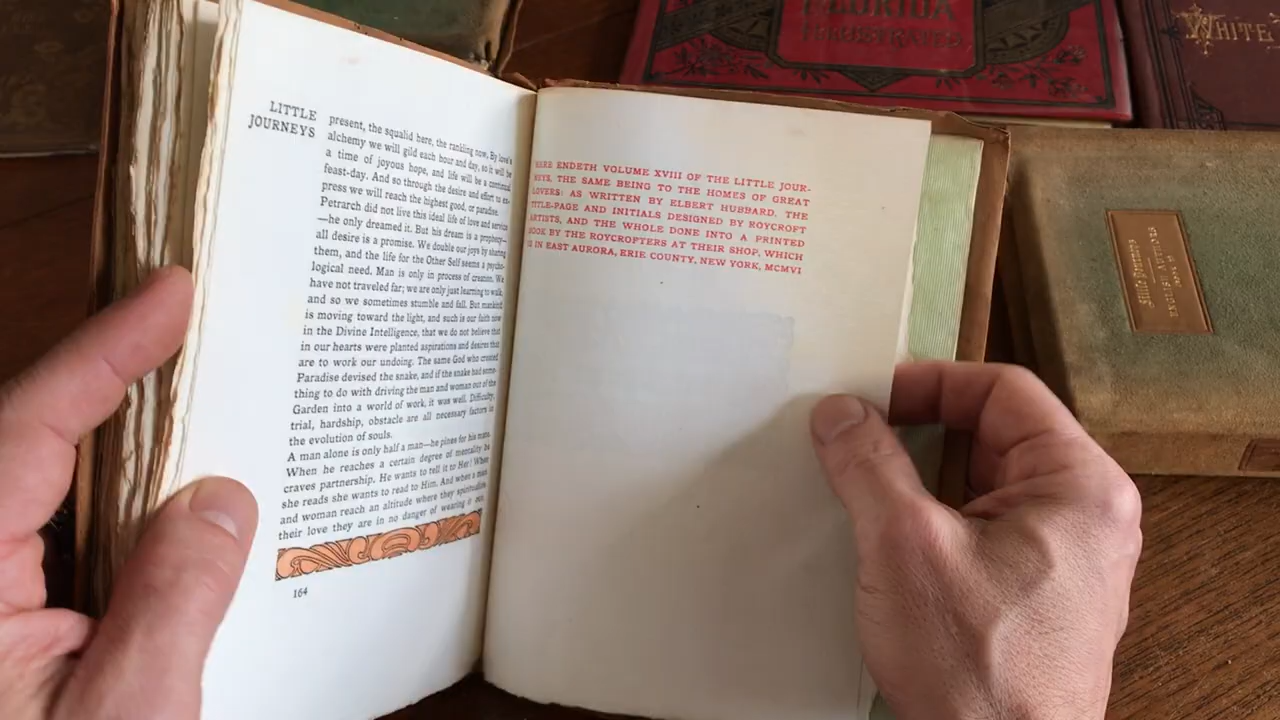 LITTLE
JOURNEYS
present, the squalid here, the rankling now. By love's
alchemy we will gild each hour and day, so it will be
a time of joyous hope, and life will be a continual
feast-day. And so through the desire and effort to ex-
press we will reach the highest good, or paradise.
Petrarch did not live this ideal life of love and service
—he only dreamed it. But his dream is a prophecy—
all desire is a promise. We double our joys by sharing
them, and the life for the Other Self seems a psycho-
logical need. Man is only in process of creation. We
have not traveled far; we are only just learning to walk,
and so we sometimes stumble and fall. But mankind
is moving toward the light, and such is our faith now
in the Divine Intelligence, that we do not believe that
in our hearts were planted aspirations and desires that
are to work our undoing. The same God who created
Paradise devised the snake, and if the snake had some-
thing to do with driving the man and woman out of the
Garden into a world of work, it was well. Difficulty,
trial, hardship, obstacle are all necessary factors in
the evolution of souls.
A man alone is only half a man—he pines for his mate.
When he reaches a certain degree of mentality he
craves partnership. He wants to tell it to Her! When
she reads she wants to read to Him. And when a man
and woman reach an altitude where they spiritualize
their love they are in no danger of wearing it out.
164
HERE ENDETH VOLUME XVIII OF THE LITTLE JOUR-
NEYS, THE SAME BEING TO THE HOMES OF GREAT
LOVERS: AS WRITTEN BY ELBERT HUBBARD, THE
TITLE-PAGE AND INITIALS DESIGNED BY ROYCROFT
ARTISTS, AND THE WHOLE DONE INTO A PRINTED
BOOK BY THE ROYCROFTERS AT THEIR SHOP, WHICH
IS IN EAST AURORA, ERIE COUNTY, NEW YORK, MCMVI
FLORIDA
ILLUSTRATED
WHITE
Little Journeys
ENGLISH AUTHORS